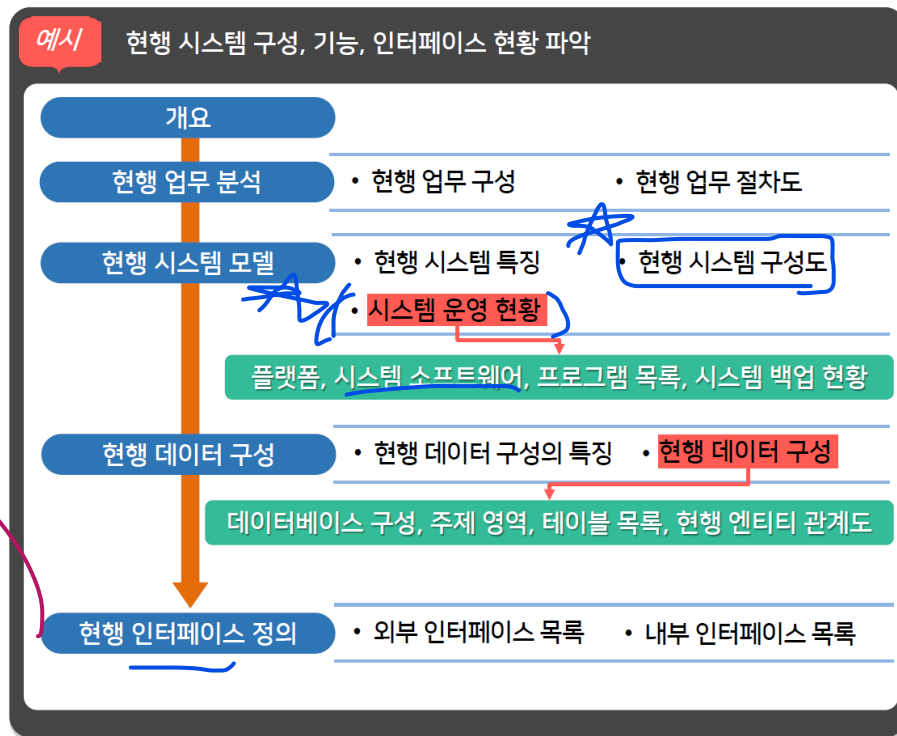 예시
현행 시스템 구성, 기능, 인터페이스 현황 파악
개요
현행 업무 분석
• 현행 업무 구성
• 현행 업무 절차도
현행 시스템 모델
• 현행 시스템 특징
• 현행 시스템 구성도
• 시스템 운영 현황
플랫폼, 시스템 소프트웨어, 프로그램 목록, 시스템 백업 현황
현행 데이터 구성
• 현행 데이터 구성의 특징
• 현행 데이터 구성
데이터베이스 구성, 주제 영역, 테이블 목록, 현행 엔티티 관계도
현행 인터페이스 정의
• 외부 인터페이스 목록
• 내부 인터페이스 목록